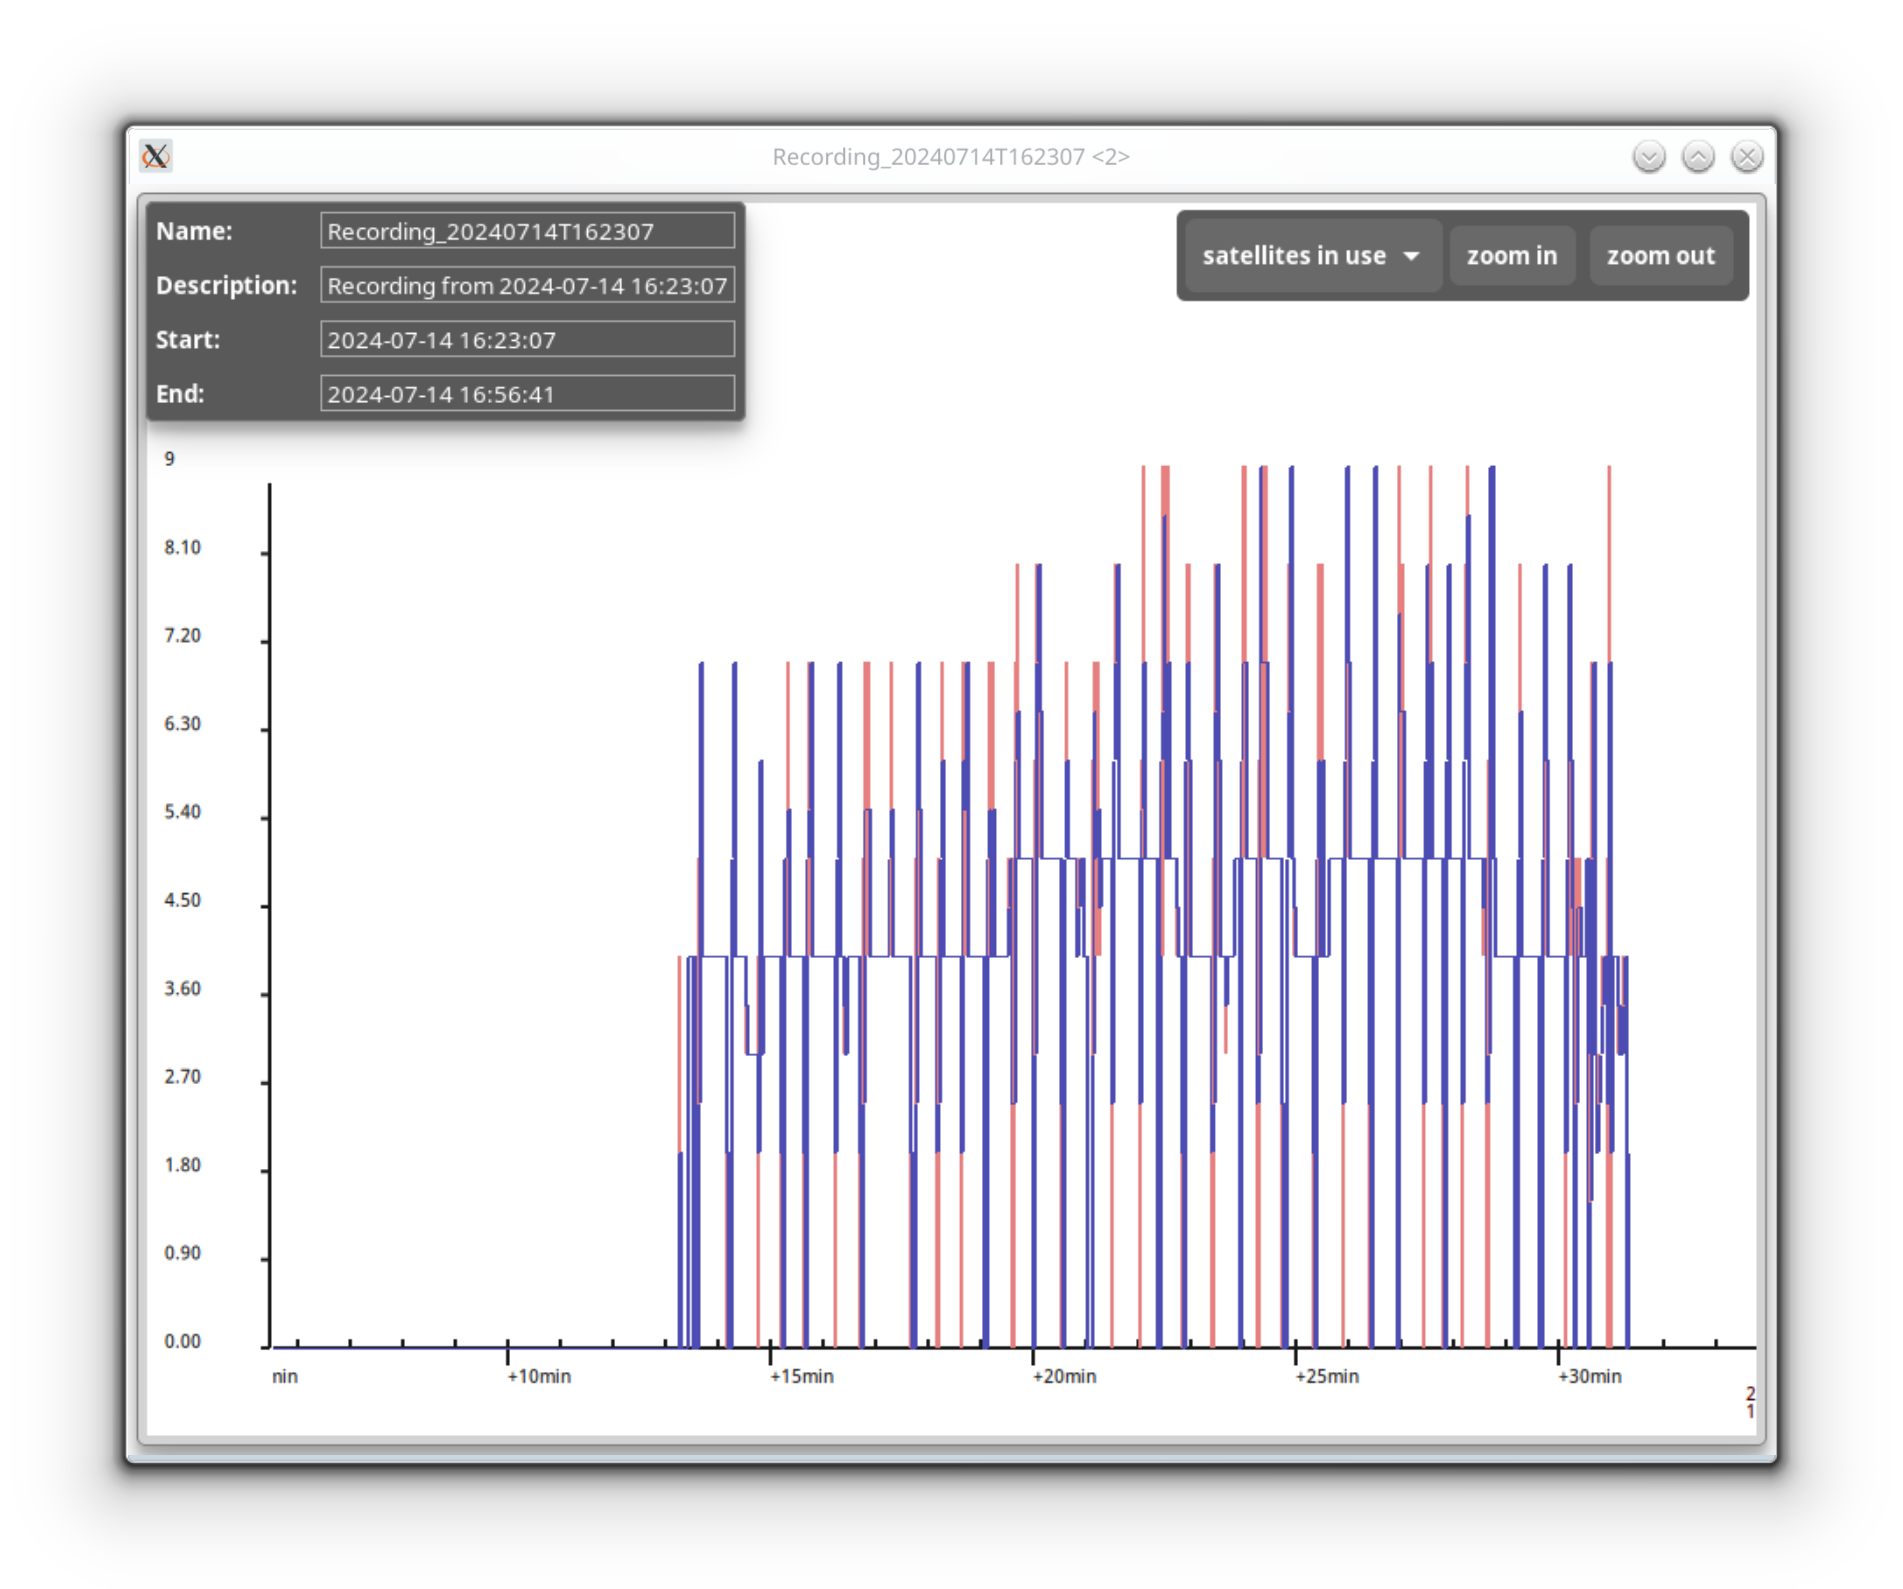 Recording_20240714T162307 <2>
Name: Recording_20240714T162307
Description: Recording from 2024-07-14 16:23:07
Start: 2024-07-14 16:23:07
End: 2024-07-14 16:56:41
satellites in use zoom in zoom out
9
8.10
7.20
6.30
5.40
4.50
3.60
2.70
1.80
0.90
0.00
nin +10min +15min +20min +25min +30min
2
1